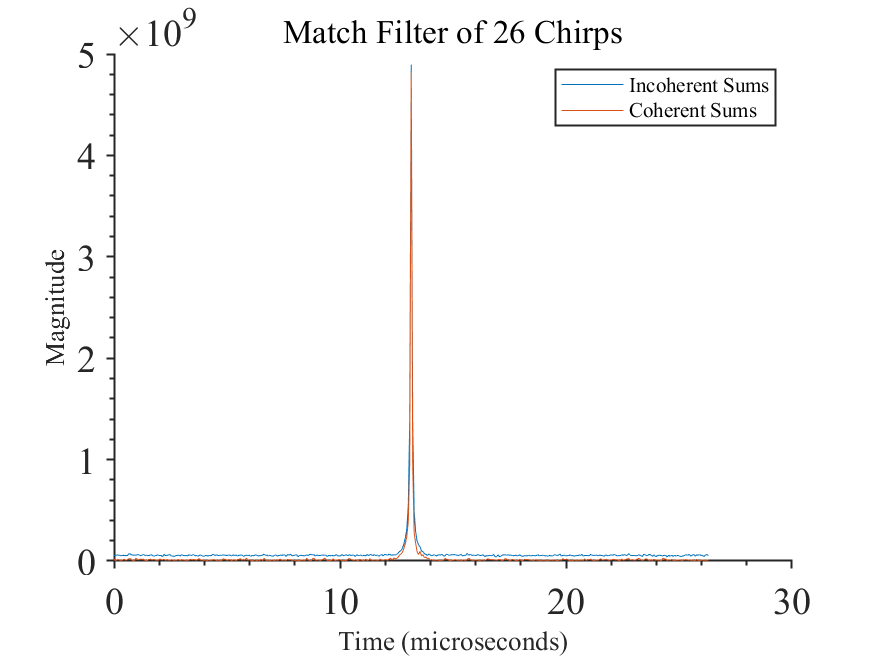 ×10⁹
Match Filter of 26 Chirps
5
Incoherent Sums
Coherent Sums
4
3
Magnitude
2
1
0
0 10 20 30
Time (microseconds)